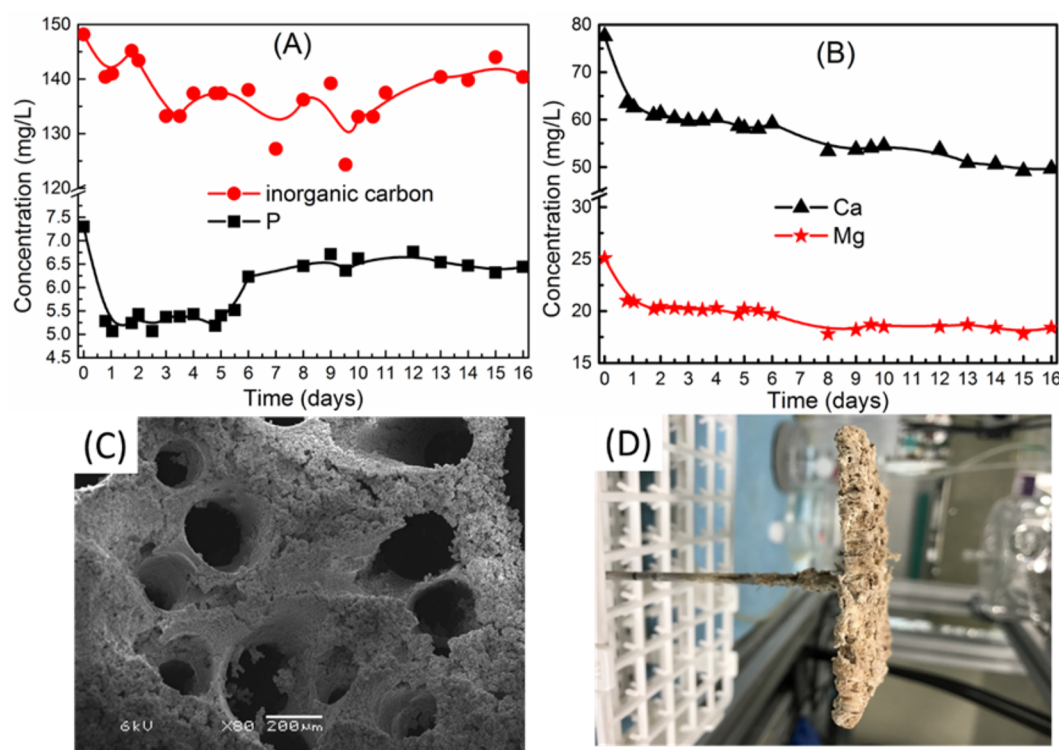 (A)
Concentration (mg/L)
150
140
130
120
7.5
7.0
6.5
6.0
5.5
5.0
4.5
inorganic carbon
P
0 1 2 3 4 5 6 7 8 9 10 11 12 13 14 15 16
Time (days)
(B)
Concentration (mg/L)
80
70
60
50
30
25
20
15
Ca
Mg
0 1 2 3 4 5 6 7 8 9 10 11 12 13 14 15 16
Time (days)
(C)
6kV X80 200µm
(D)